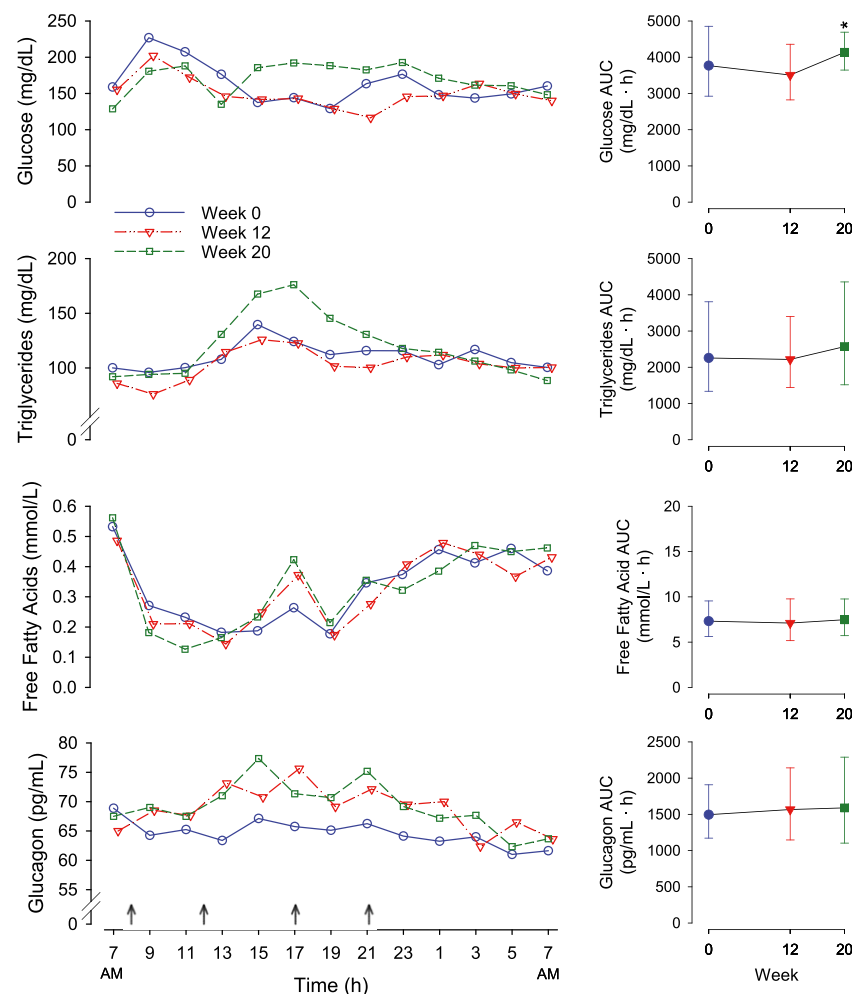 Glucose (mg/dL)
250
200
150
100
50
0
Week 0
Week 12
Week 20
Glucose AUC
(mg/dL · h)
5000
4000
3000
2000
1000
0
*
0 12 20
Triglycerides (mg/dL)
200
150
100
0
Triglycerides AUC
(mg/dL · h)
5000
4000
3000
2000
1000
0
0 12 20
Free Fatty Acids (mmol/L)
0.6
0.5
0.4
0.3
0.2
0.1
0.0
Free Fatty Acid AUC
(mmol/L · h)
20
15
10
5
0
0 12 20
Glucagon (pg/mL)
80
75
70
65
60
55
0
7 9 11 13 15 17 19 21 23 1 3 5 7
AM AM
Time (h)
Glucagon AUC
(pg/mL · h)
2500
2000
1500
1000
500
0
0 12 20
Week